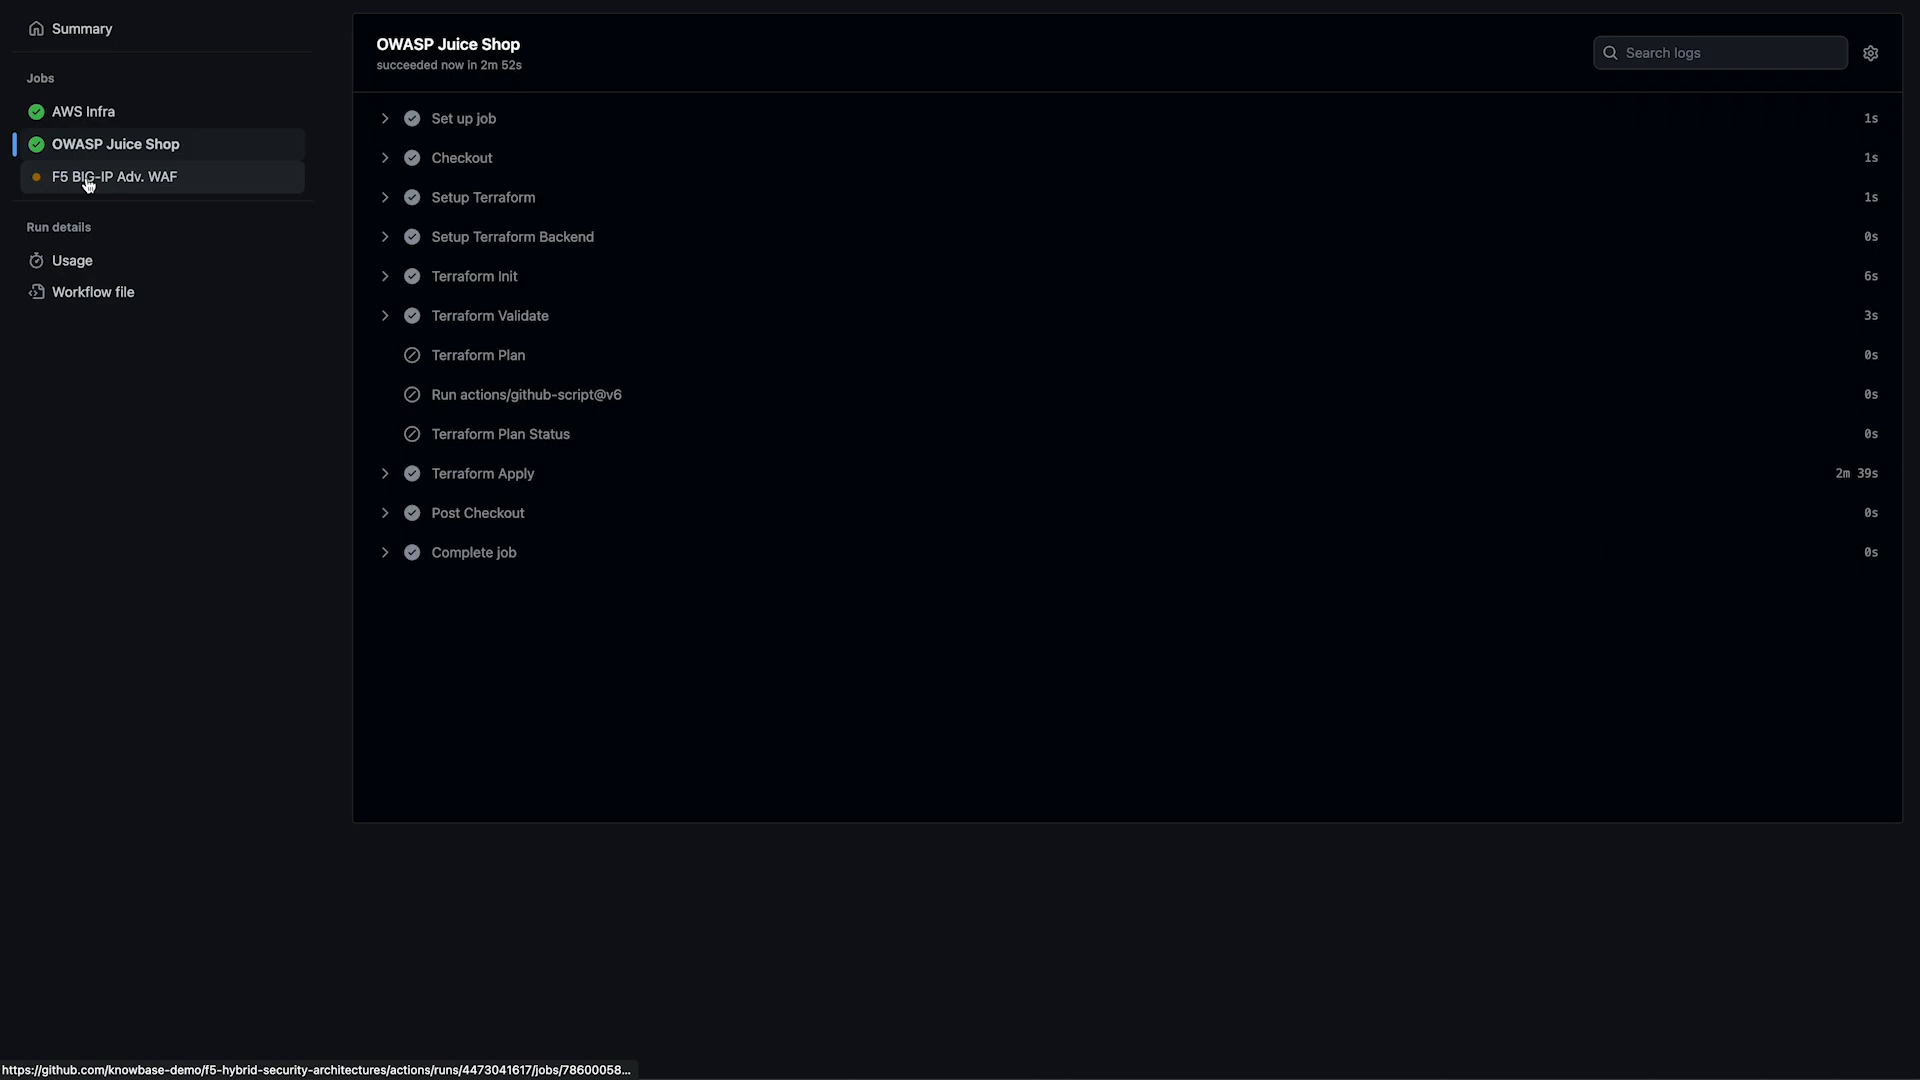 Summary
Jobs
AWS Infra
OWASP Juice Shop
F5 BIG-IP Adv. WAF
Run details
Usage
Workflow file
OWASP Juice Shop
succeeded now in 2m 52s
Search logs
Set up job 1s
Checkout 1s
Setup Terraform 1s
Setup Terraform Backend 0s
Terraform Init 6s
Terraform Validate 3s
Terraform Plan 0s
Run actions/github-script@v6 0s
Terraform Plan Status 0s
Terraform Apply 2m 39s
Post Checkout 0s
Complete job 0s
https://github.com/knowbase-demo/f5-hybrid-security-architectures/actions/runs/4473041617/jobs/78600058...